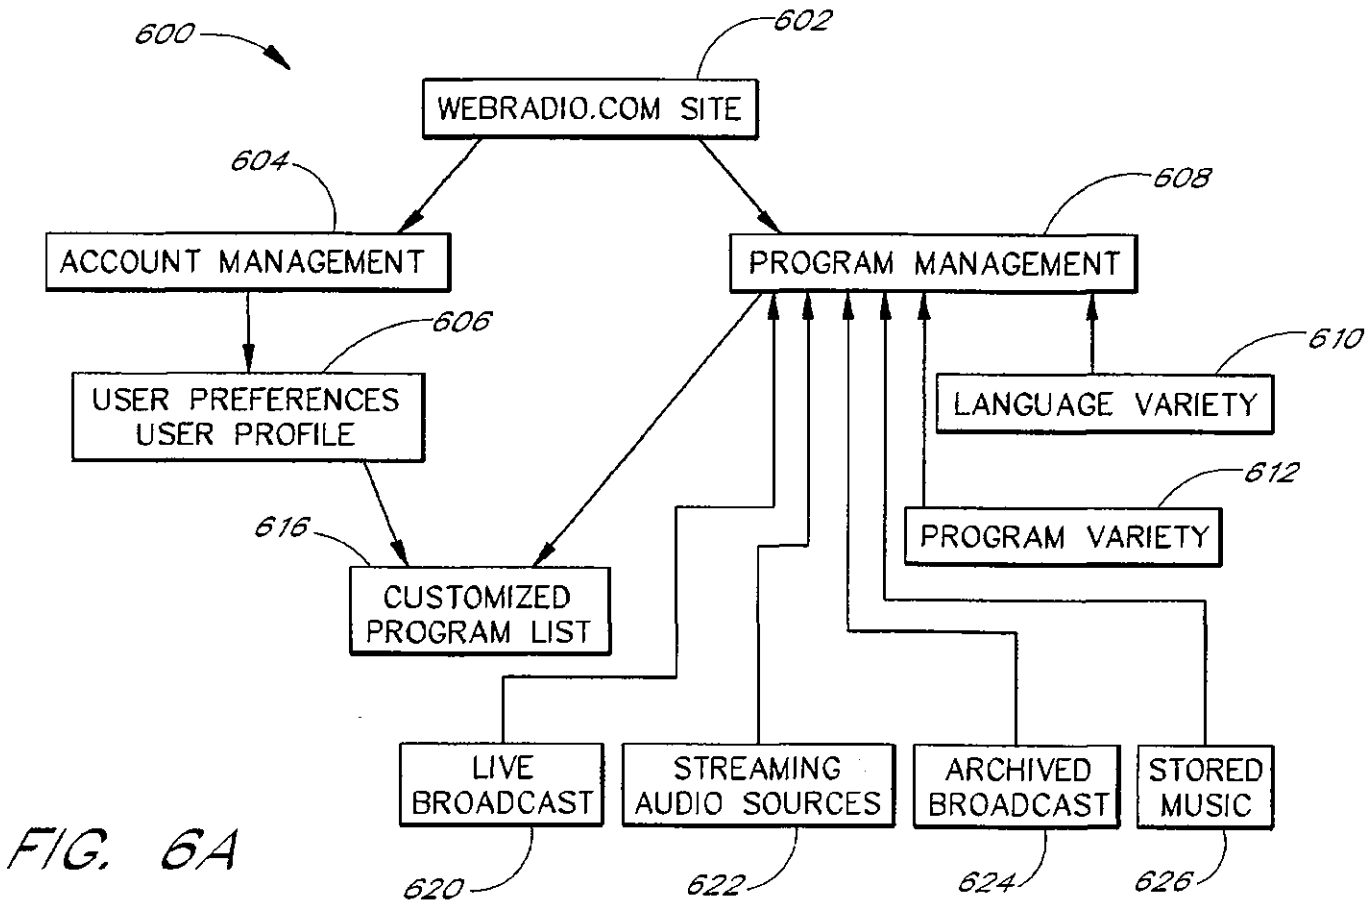 600
602
WEBRADIO.COM SITE
604
608
ACCOUNT MANAGEMENT
PROGRAM MANAGEMENT
606
610
USER PREFERENCES
USER PROFILE
LANGUAGE VARIETY
612
616
PROGRAM VARIETY
CUSTOMIZED
PROGRAM LIST
LIVE
BROADCAST
STREAMING
AUDIO SOURCES
ARCHIVED
BROADCAST
STORED
MUSIC
FIG. 6A
620
622
624
626